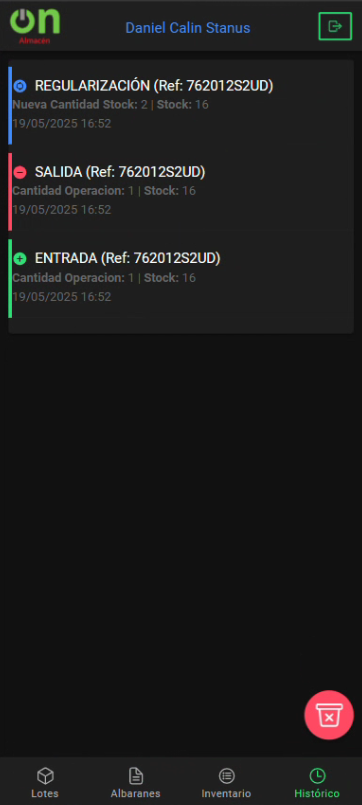 on
Almacén
Daniel Calin Stanus
REGULARIZACIÓN (Ref: 762012S2UD)
Nueva Cantidad Stock: 2 | Stock: 16
19/05/2025 16:52
SALIDA (Ref: 762012S2UD)
Cantidad Operacion: 1 | Stock: 16
19/05/2025 16:52
ENTRADA (Ref: 762012S2UD)
Cantidad Operacion: 1 | Stock: 16
19/05/2025 16:52
Lotes
Albaranes
Inventario
Histórico